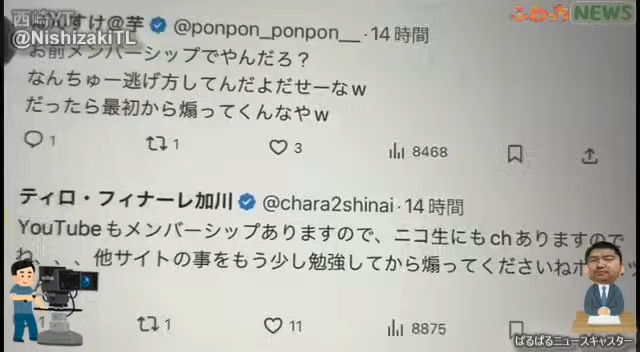 すけ@芋 @ponpon_ponpon__・14時間
@NishizakiTL
ふわっちNEWS
お前メンバーシップでやんだろ？
なんちゅー逃げ方してんだよだせーなw
だったら最初から煽ってくんなやw
1 1 3 8468
ティロ・フィナーレ加川 @chara2shinai・14時間
YouTubeもメンバーシップありますので、ニコ生にもchありますので
ね、、、他サイトの事をもう少し勉強してから煽ってくださいね
1 1 11 8875
ぱるぱるニュースキャスター